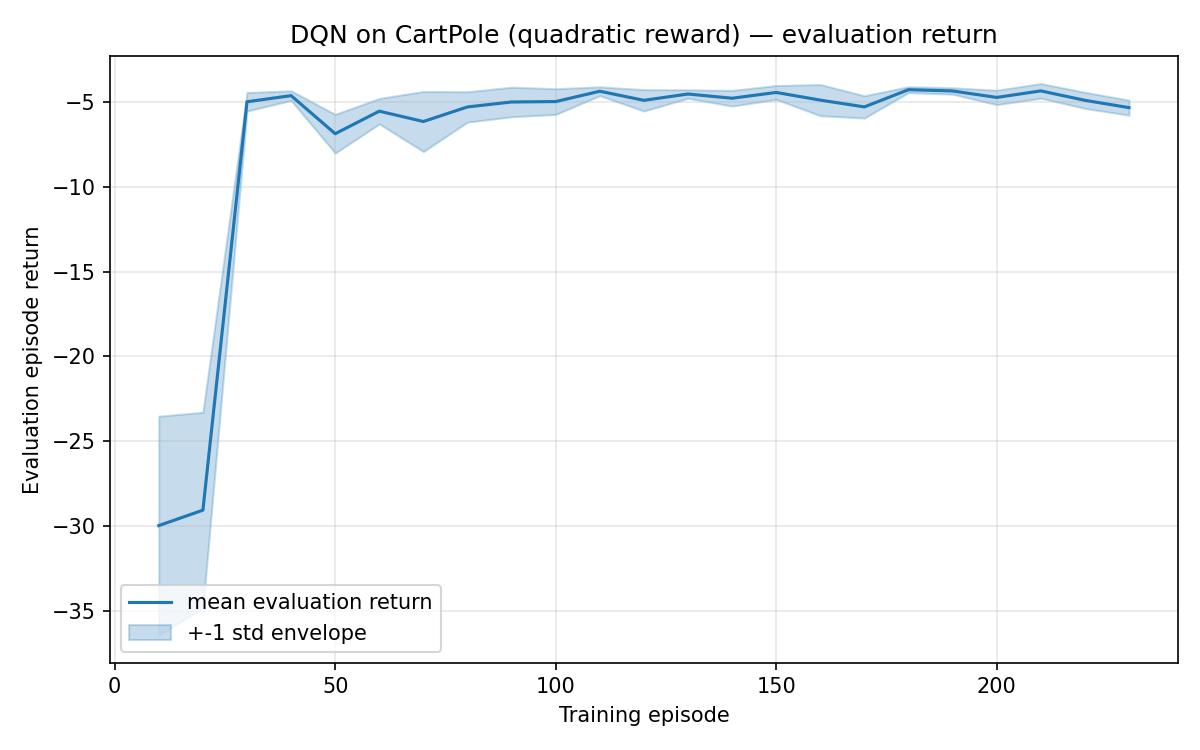 DQN on CartPole (quadratic reward) — evaluation return
Evaluation episode return
−5
−10
−15
−20
−25
−30
−35
mean evaluation return
+-1 std envelope
0 50 100 150 200
Training episode